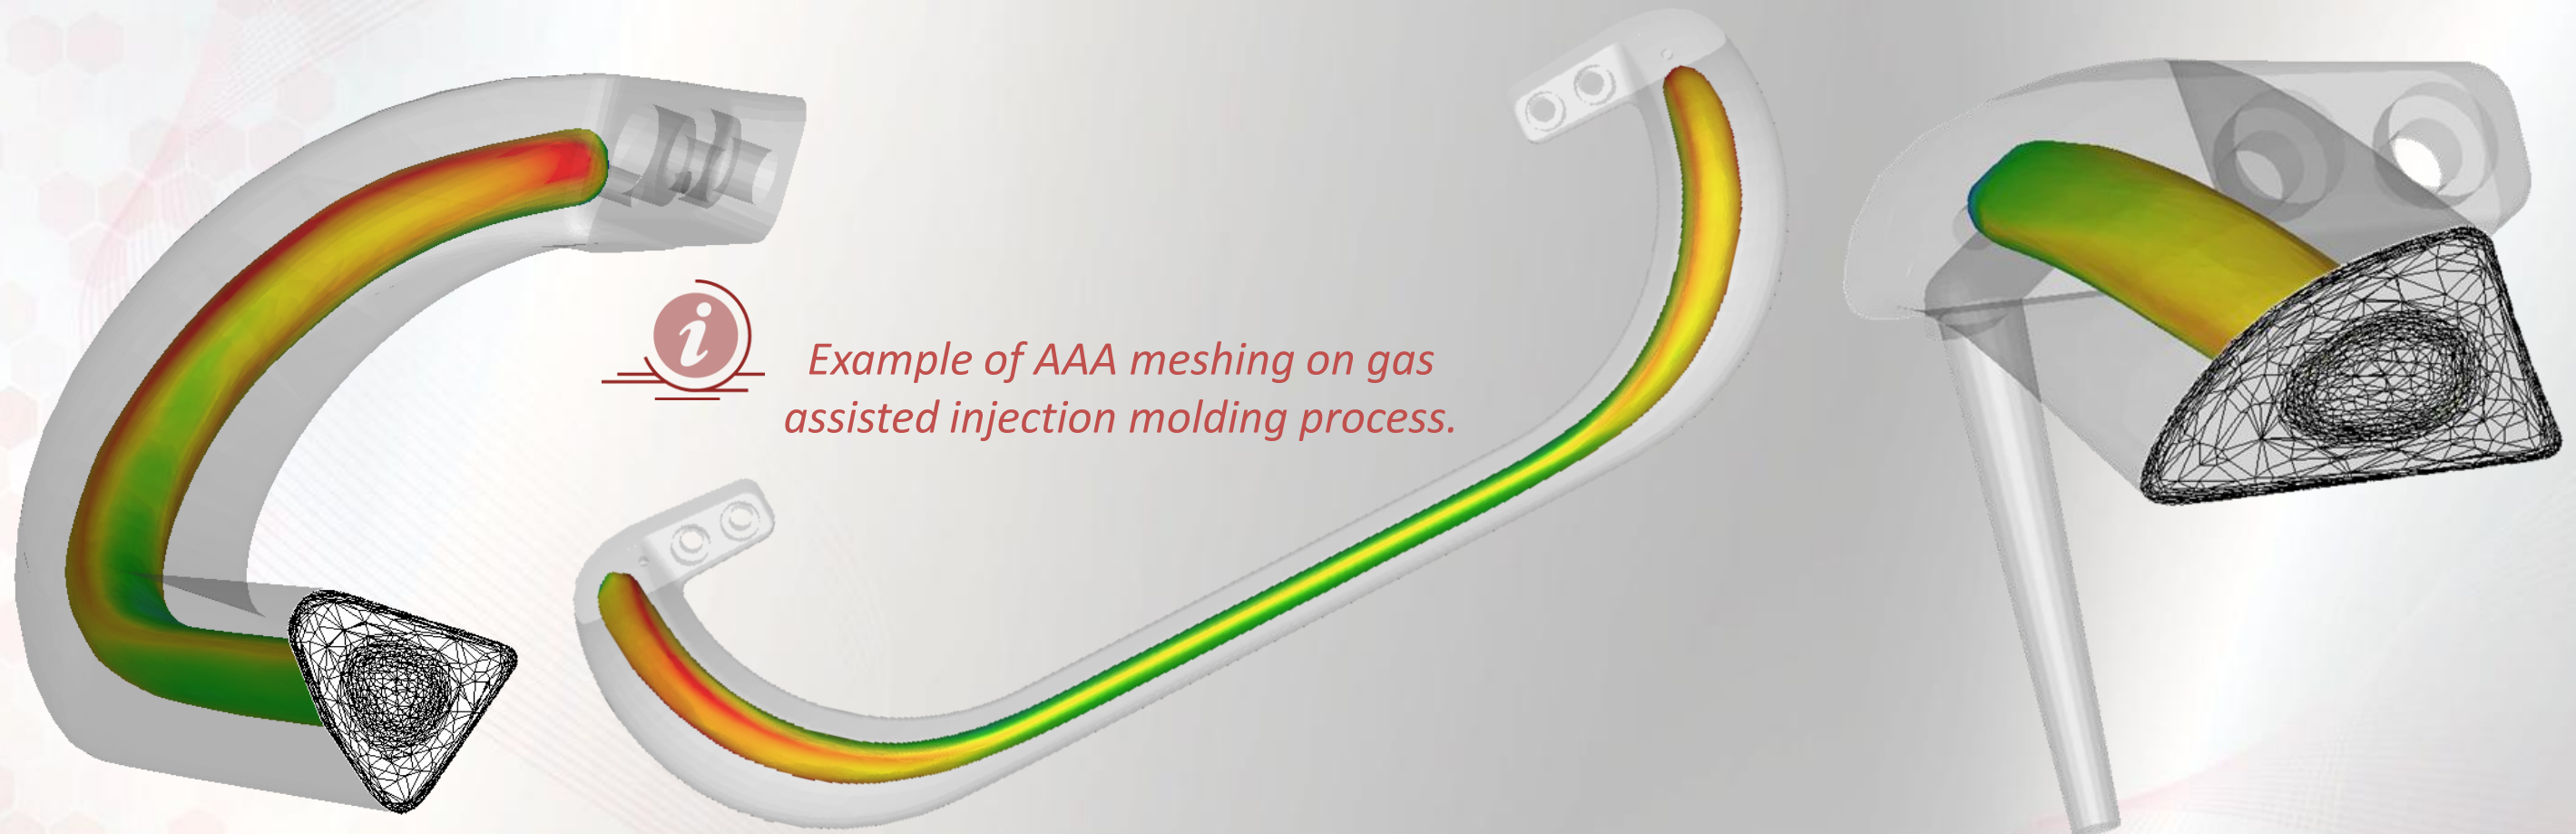 Example of AAA meshing on gas
assisted injection molding process.